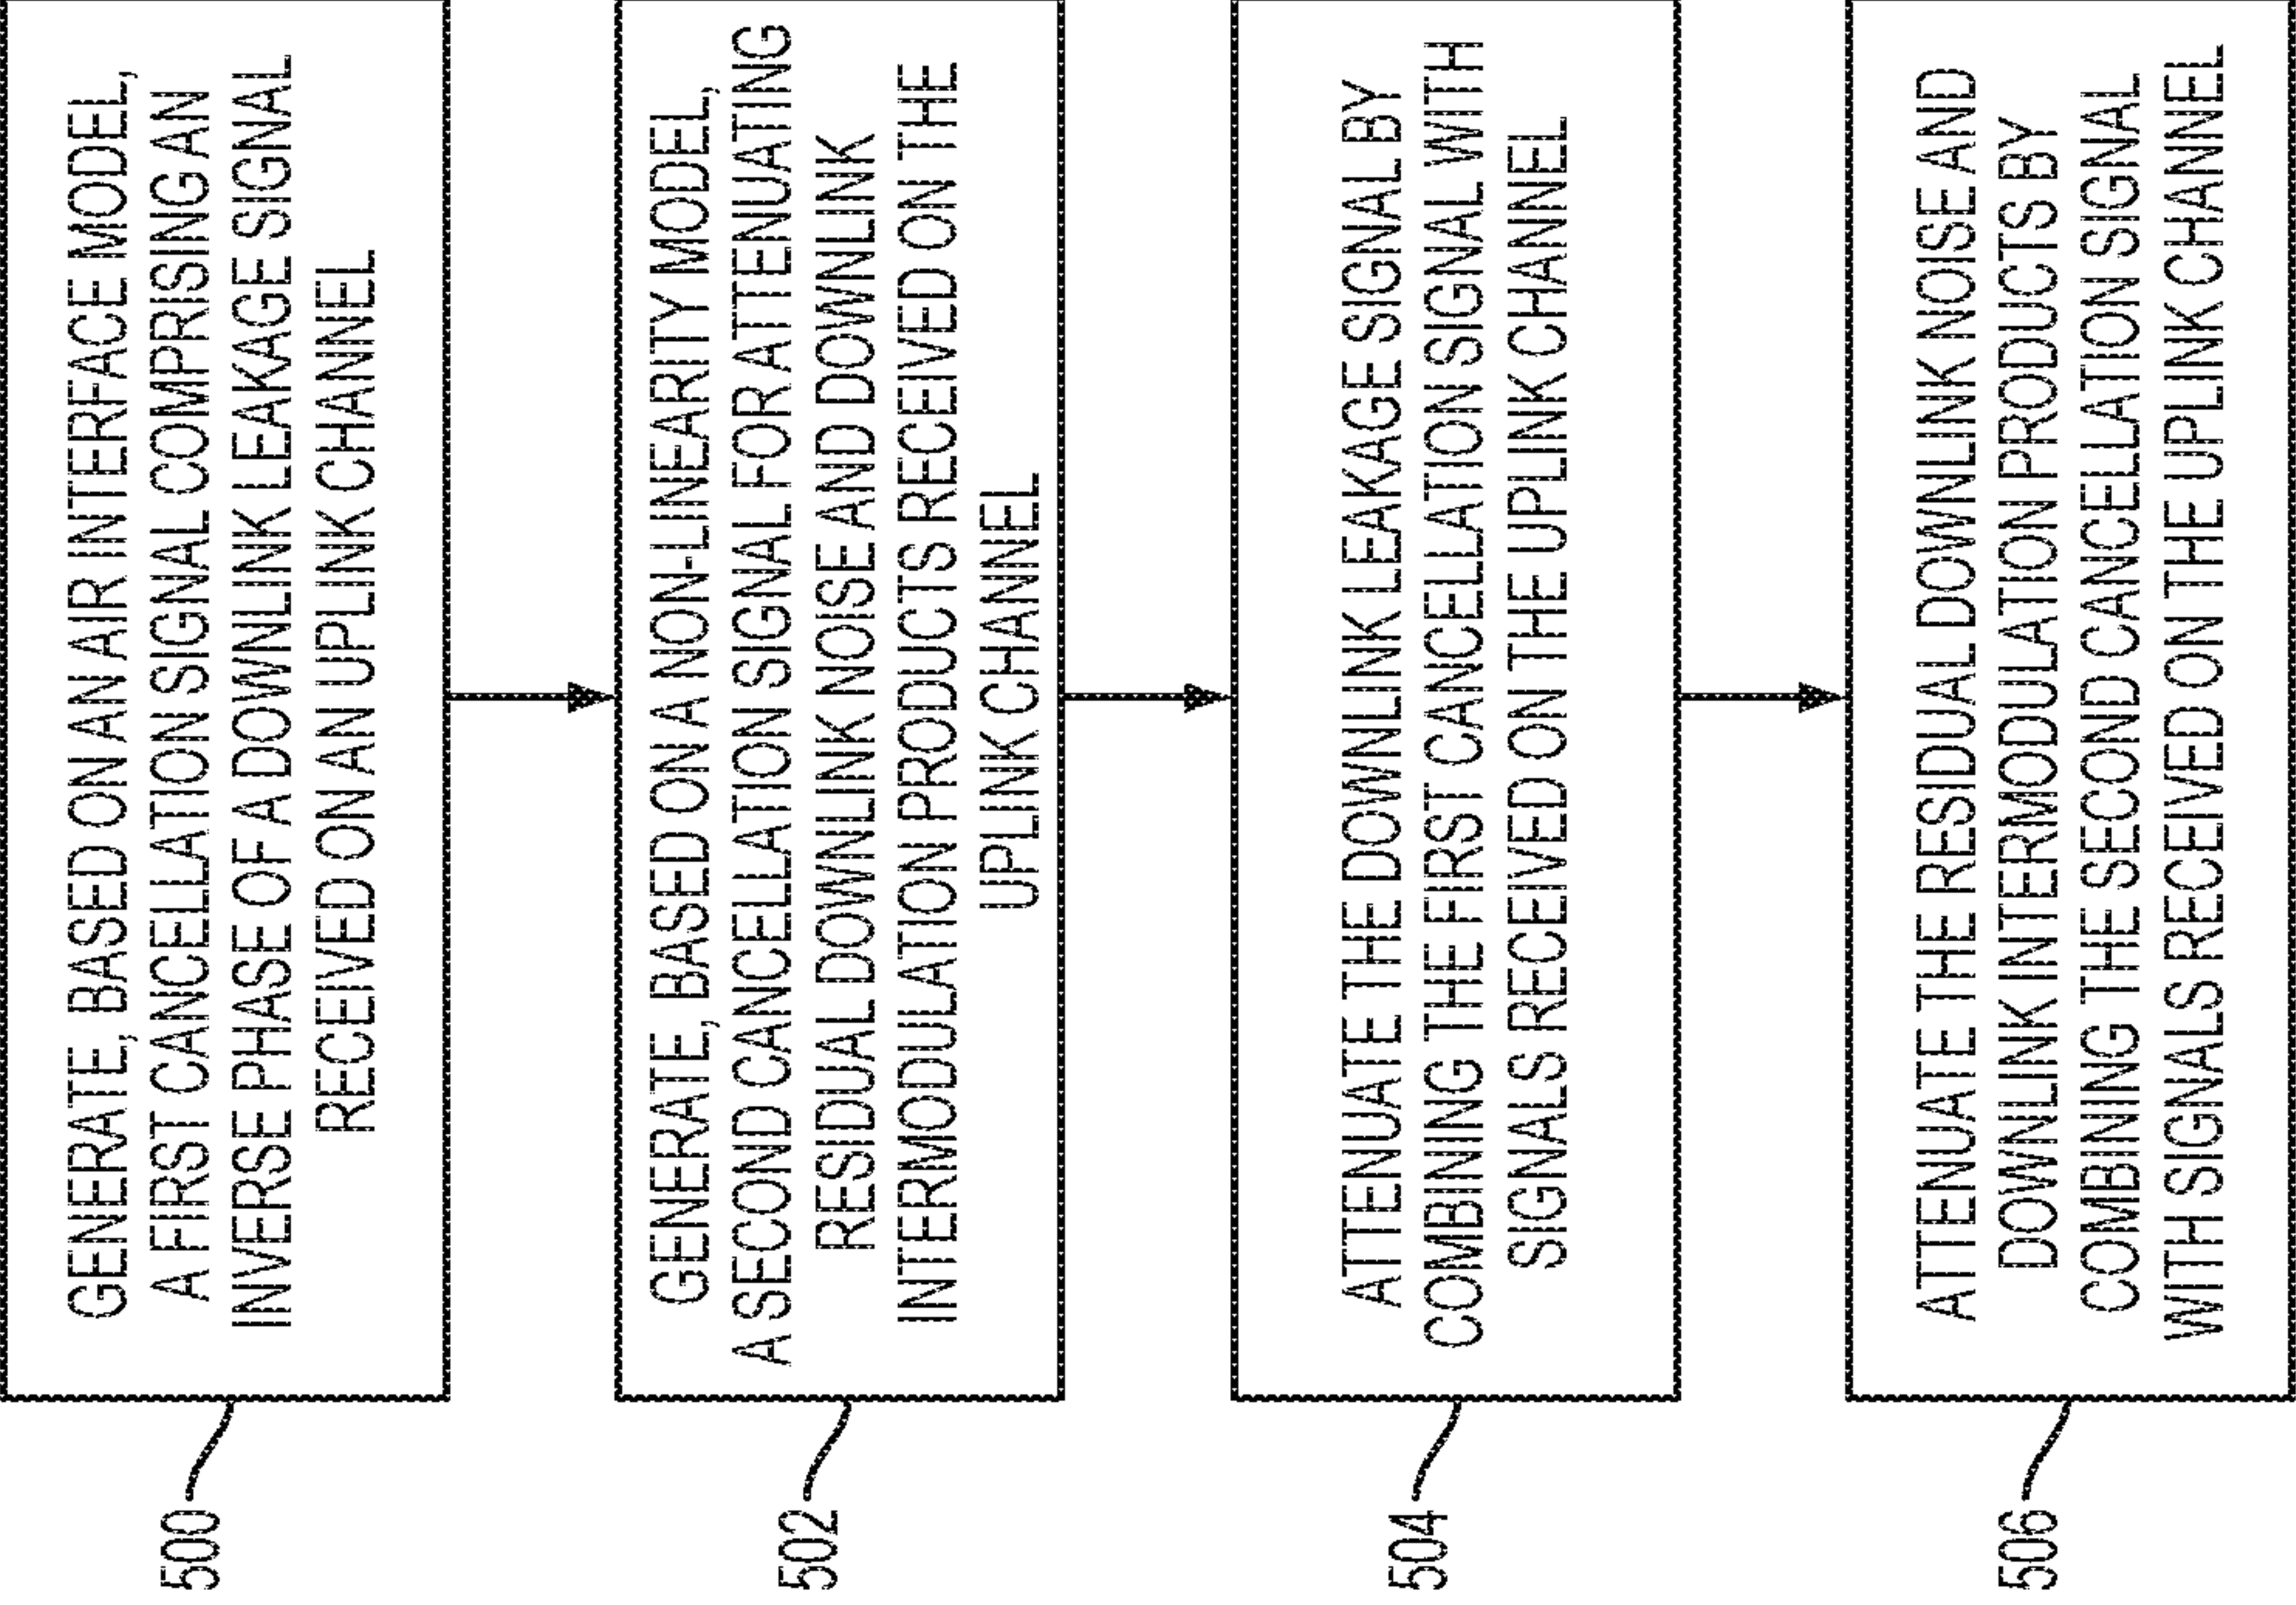 GENERATE, BASED ON AN AIR INTERFACE MODEL,
A FIRST CANCELLATION SIGNAL COMPRISING AN
INVERSE PHASE OF A DOWNLINK LEAKAGE SIGNAL
RECEIVED ON AN UPLINK CHANNEL
500
GENERATE, BASED ON A NON-LINEARITY MODEL,
A SECOND CANCELLATION SIGNAL FOR ATTENUATING
RESIDUAL DOWNLINK NOISE AND DOWNLINK
INTERMODULATION PRODUCTS RECEIVED ON THE
UPLINK CHANNEL
502
ATTENUATE THE DOWNLINK LEAKAGE SIGNAL BY
COMBINING THE FIRST CANCELLATION SIGNAL WITH
SIGNALS RECEIVED ON THE UPLINK CHANNEL
504
ATTENUATE THE RESIDUAL DOWNLINK NOISE AND
DOWNLINK INTERMODULATION PRODUCTS BY
COMBINING THE SECOND CANCELLATION SIGNAL
WITH SIGNALS RECEIVED ON THE UPLINK CHANNEL
506